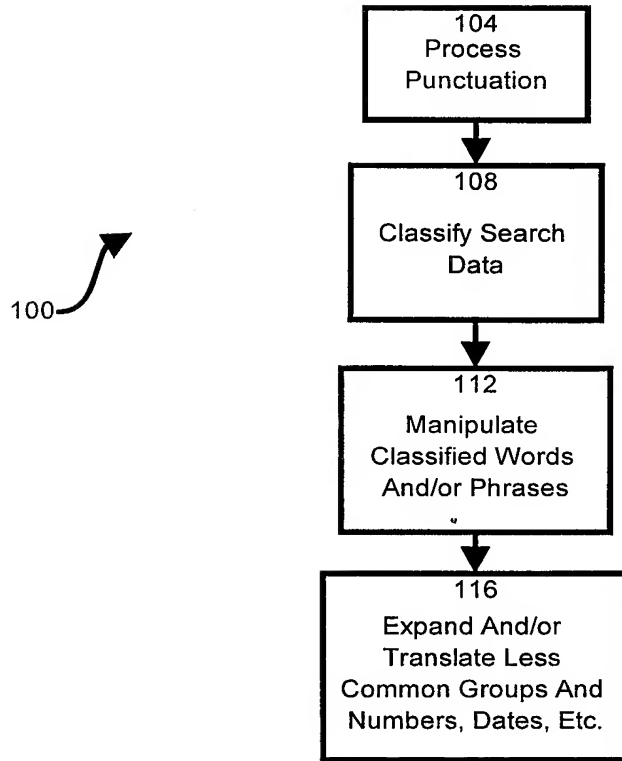 104
Process
Punctuation
108
Classify Search
Data
100
112
Manipulate
Classified Words
And/or Phrases
116
Expand And/or
Translate Less
Common Groups And
Numbers, Dates, Etc.